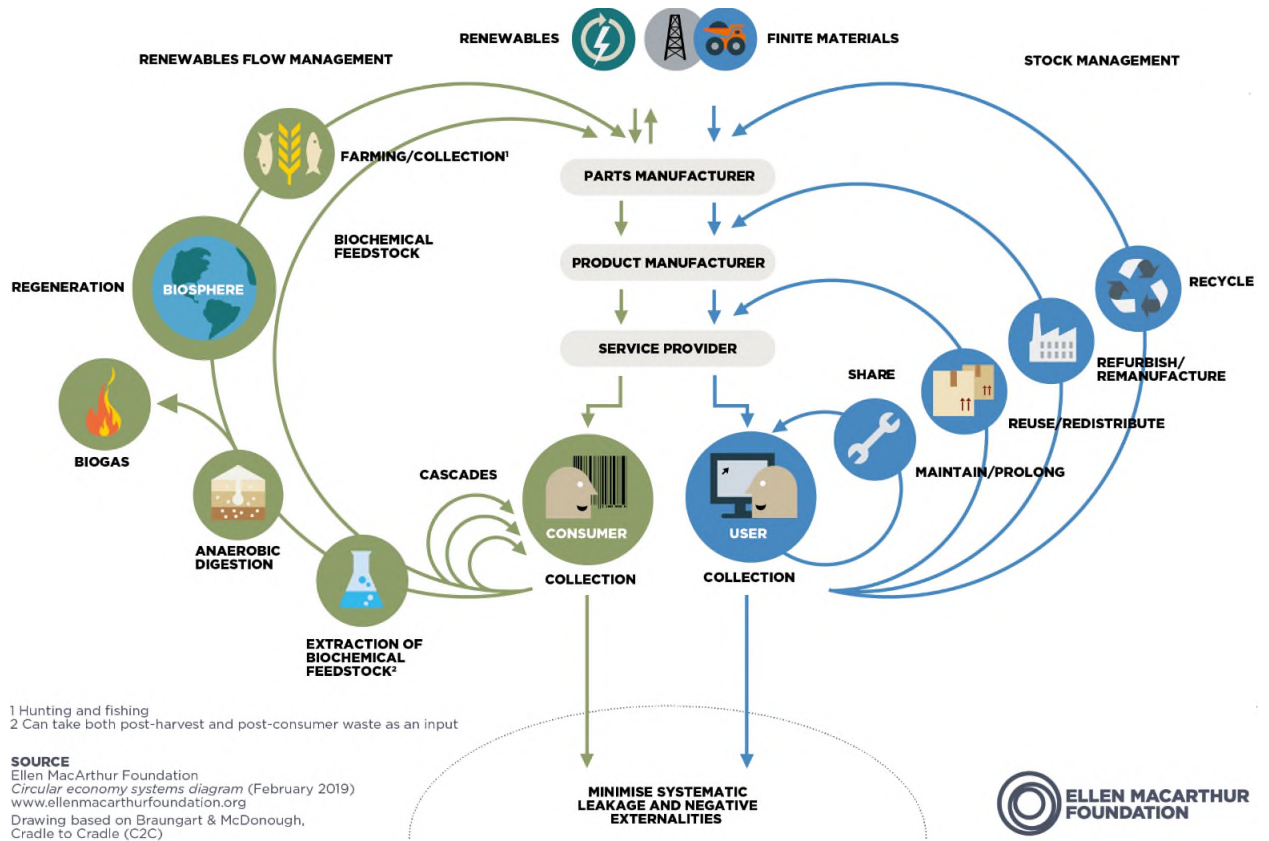 RENEWABLES
FINITE MATERIALS
RENEWABLES FLOW MANAGEMENT
STOCK MANAGEMENT
FARMING/COLLECTION¹
PARTS MANUFACTURER
BIOCHEMICAL
FEEDSTOCK
PRODUCT MANUFACTURER
REGENERATION
BIOSPHERE
RECYCLE
SERVICE PROVIDER
SHARE
REFURBISH/
REMANUFACTURE
REUSE/REDISTRIBUTE
BIOGAS
CASCADES
MAINTAIN/PROLONG
CONSUMER
USER
ANAEROBIC
DIGESTION
COLLECTION
COLLECTION
EXTRACTION OF
BIOCHEMICAL
FEEDSTOCK²
1 Hunting and fishing
2 Can take both post-harvest and post-consumer waste as an input
SOURCE
Ellen MacArthur Foundation
Circular economy systems diagram (February 2019)
www.ellenmacarthurfoundation.org
Drawing based on Braungart & McDonough,
Cradle to Cradle (C2C)
MINIMISE SYSTEMATIC
LEAKAGE AND NEGATIVE
EXTERNALITIES
ELLEN MACARTHUR
FOUNDATION